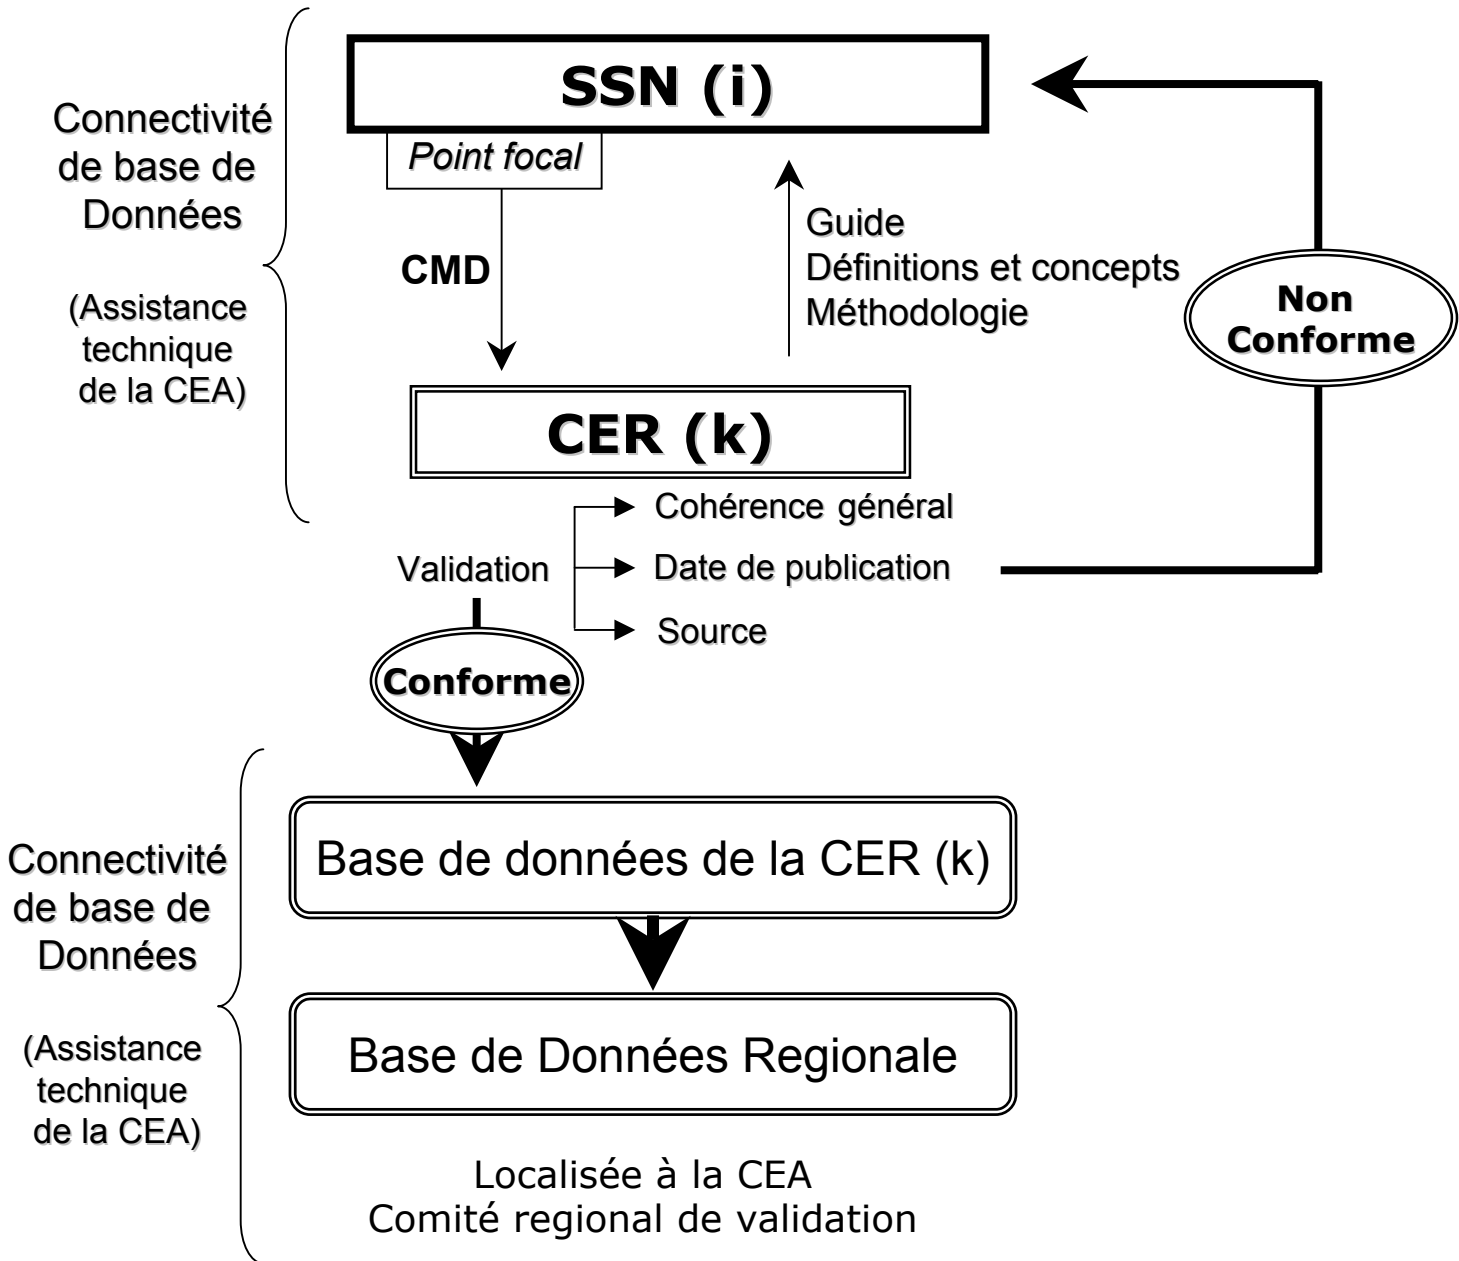 SSN (i)
Point focal
Connectivité
de base de
Données
(Assistance
technique
de la CEA)
CMD
Guide
Définitions et concepts
Méthodologie
Non
Conforme
CER (k)
Cohérence général
Validation
Date de publication
Source
Conforme
Connectivité
de base de
Données
(Assistance
technique
de la CEA)
Base de données de la CER (k)
Base de Données Regionale
Localisée à la CEA
Comité regional de validation